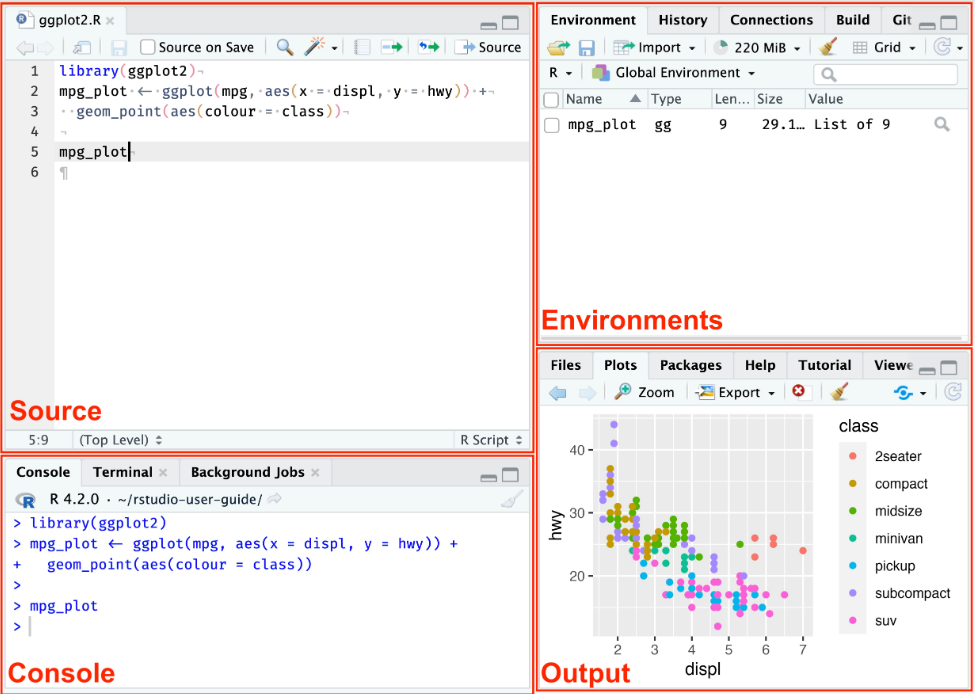 ggplot2.R
Source on Save Source
1 library(ggplot2)¬
2 mpg_plot·<-·ggplot(mpg,·aes(x·=·displ,·y·=·hwy))·+¬
3 ··geom_point(aes(colour·=·class))¬
4 ¬
5 mpg_plot¬
6 ¶
Source
5:9 (Top Level) R Script
Console Terminal Background Jobs
R 4.2.0 · ~/rstudio-user-guide/
> library(ggplot2)
> mpg_plot <- ggplot(mpg, aes(x = displ, y = hwy)) +
+   geom_point(aes(colour = class))
>
> mpg_plot
>
Console
Environment History Connections Build Git
Import 220 MiB Grid
R Global Environment
Name Type Len... Size Value
mpg_plot gg 9 29.1… List of 9
Environments
Files Plots Packages Help Tutorial Viewe
Zoom Export
hwy
40
30
20
2 3 4 5 6 7
displ
class
2seater
compact
midsize
minivan
pickup
subcompact
suv
Output